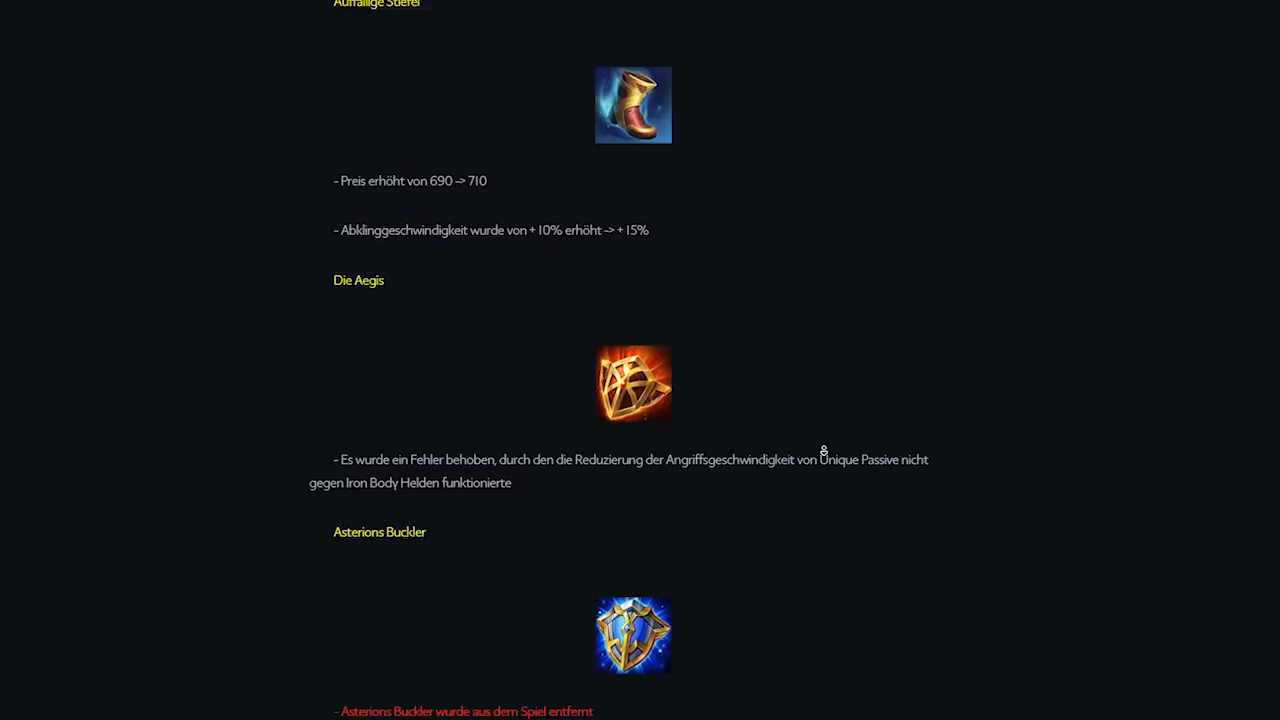 Auffällige Stiefel
- Preis erhöht von 690 -> 710
- Abklinggeschwindigkeit wurde von + 10% erhöht -> + 15%
Die Aegis
- Es wurde ein Fehler behoben, durch den die Reduzierung der Angriffsgeschwindigkeit von Unique Passive nicht
gegen Iron Body Helden funktionierte
Asterions Buckler
- Asterions Buckler wurde aus dem Spiel entfernt